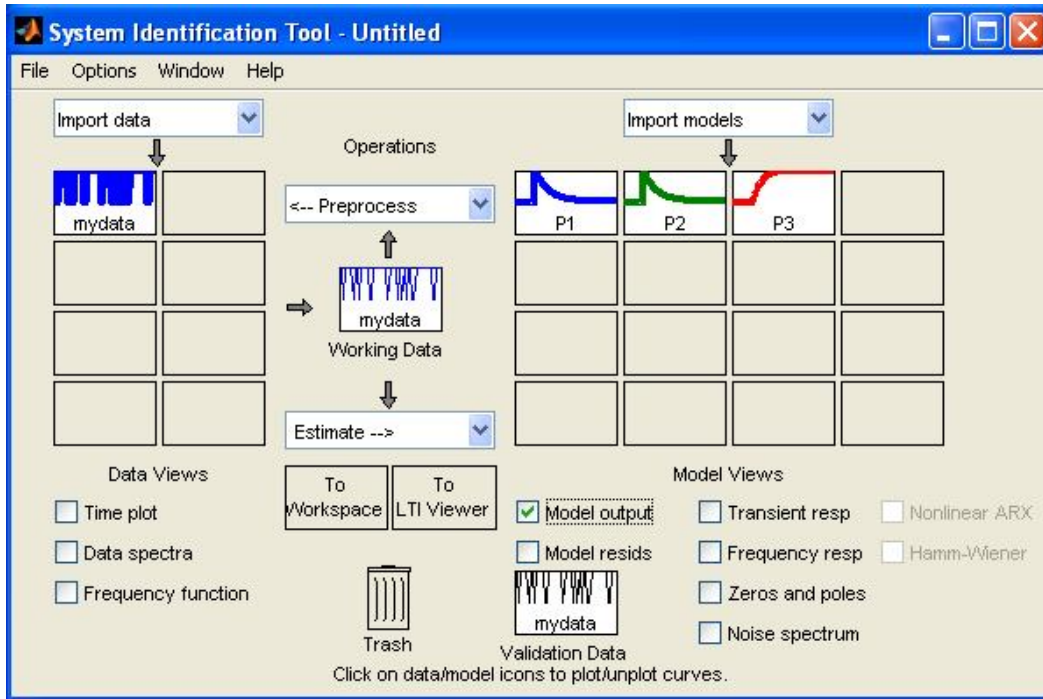 System Identification Tool - Untitled
File Options Window Help
Import data
Import models
Operations
mydata
<-- Preprocess
P1 P2 P3
mydata
Working Data
Estimate -->
Data Views
Model Views
To Workspace
To LTI Viewer
Time plot
Data spectra
Frequency function
Model output
Model resids
Transient resp
Frequency resp
Zeros and poles
Noise spectrum
Nonlinear ARX
Hamm-Wiener
Trash
mydata
Validation Data
Click on data/model icons to plot/unplot curves.